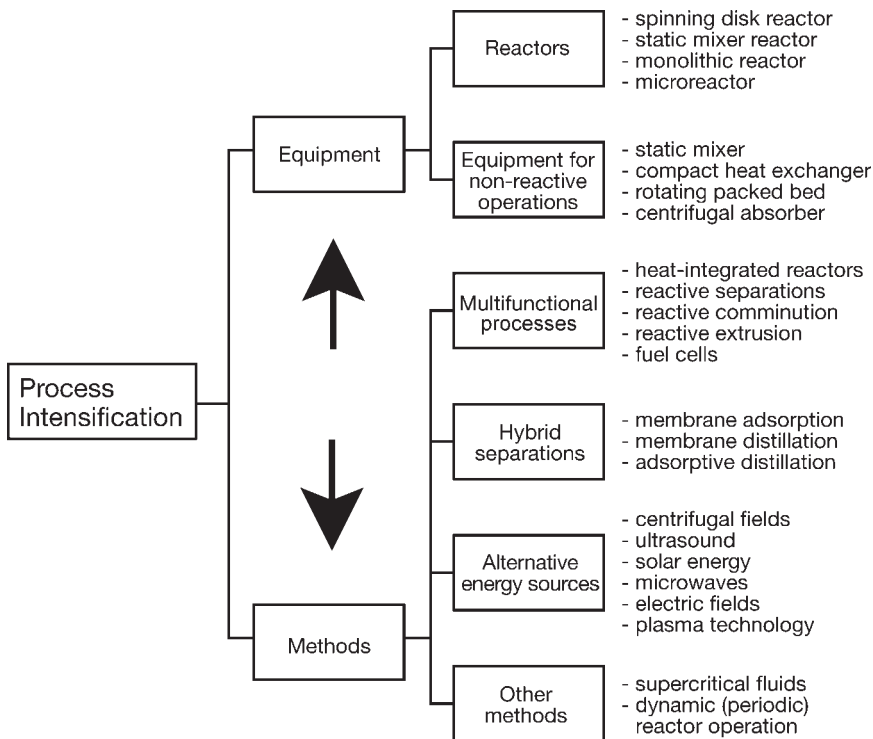 Process
Intensification
Equipment
Reactors
- spinning disk reactor
- static mixer reactor
- monolithic reactor
- microreactor
Equipment for
non-reactive
operations
- static mixer
- compact heat exchanger
- rotating packed bed
- centrifugal absorber
Methods
Multifunctional
processes
- heat-integrated reactors
- reactive separations
- reactive comminution
- reactive extrusion
- fuel cells
Hybrid
separations
- membrane adsorption
- membrane distillation
- adsorptive distillation
Alternative
energy sources
- centrifugal fields
- ultrasound
- solar energy
- microwaves
- electric fields
- plasma technology
Other
methods
- supercritical fluids
- dynamic (periodic)
reactor operation